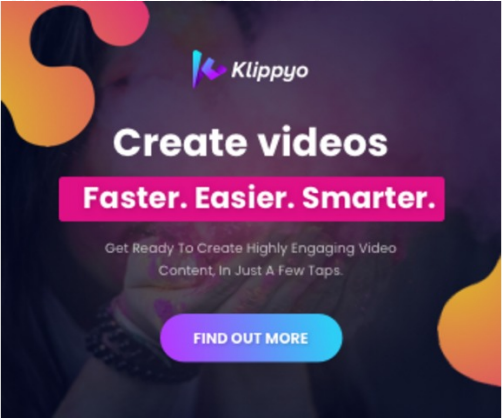 Klippyo
Create videos
Faster. Easier. Smarter.
Get Ready To Create Highly Engaging Video
Content, In Just A Few Taps.
FIND OUT MORE